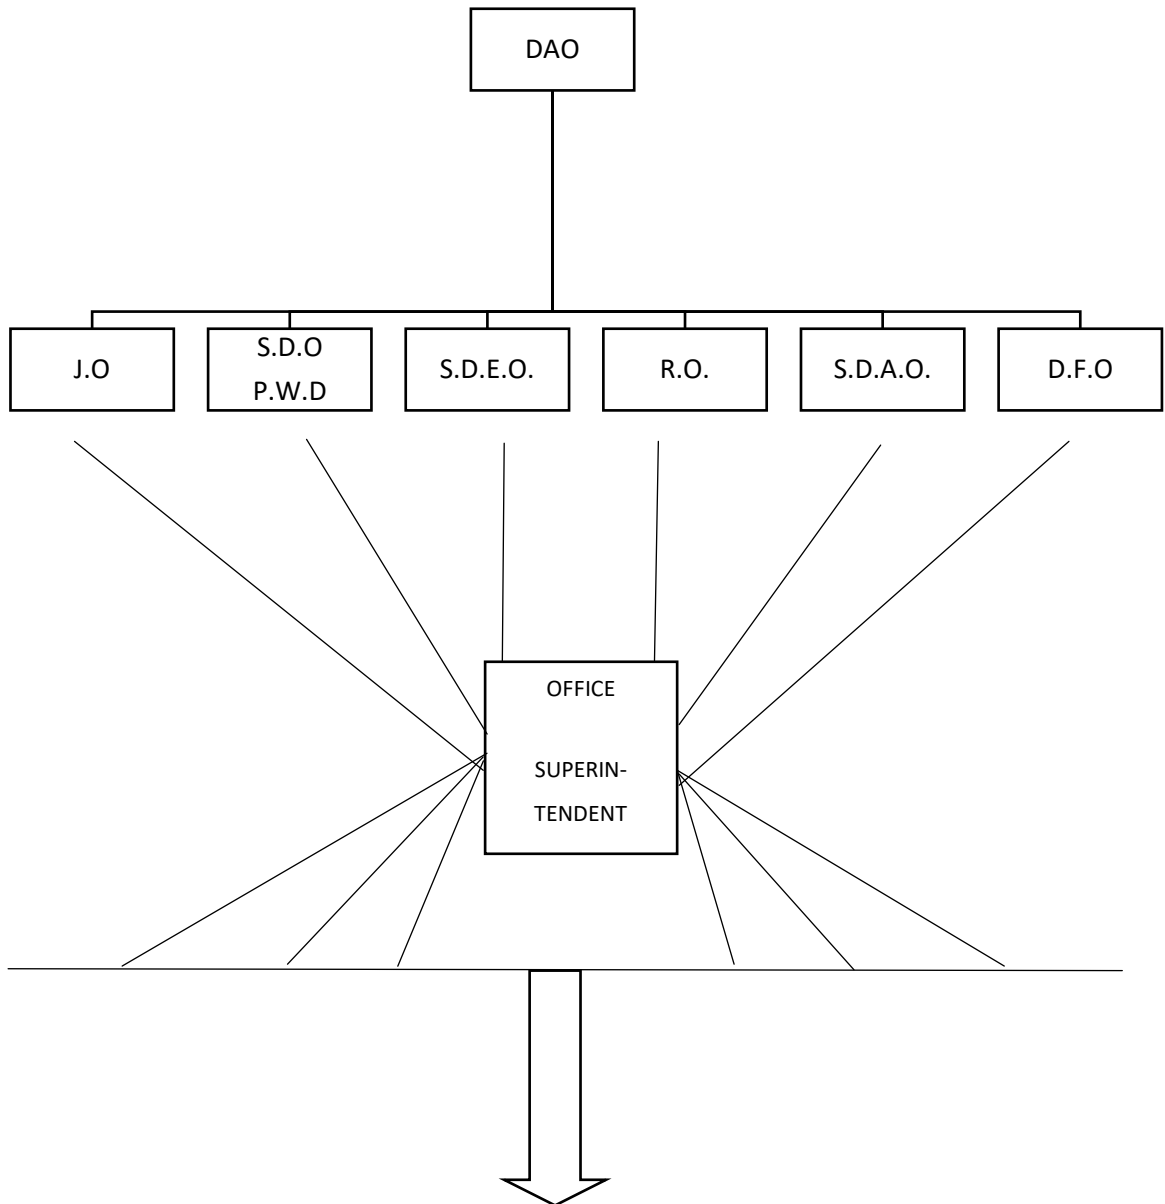 DAO
J.O
S.D.O
P.W.D
S.D.E.O.
R.O.
S.D.A.O.
D.F.O
OFFICE
SUPERIN-
TENDENT